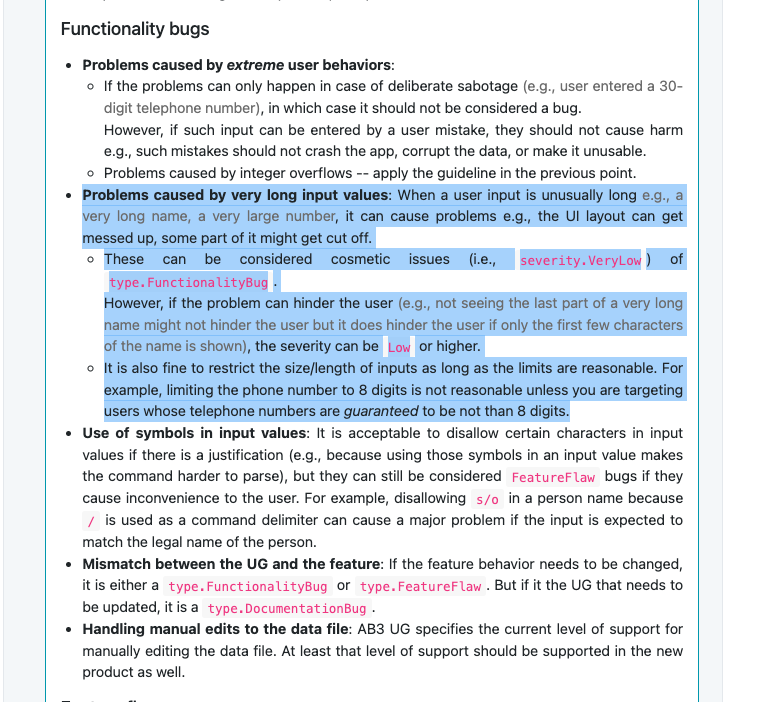 Functionality bugs
• Problems caused by extreme user behaviors:
◦ If the problems can only happen in case of deliberate sabotage (e.g., user entered a 30-
digit telephone number), in which case it should not be considered a bug.
However, if such input can be entered by a user mistake, they should not cause harm
e.g., such mistakes should not crash the app, corrupt the data, or make it unusable.
◦ Problems caused by integer overflows -- apply the guideline in the previous point.
• Problems caused by very long input values: When a user input is unusually long e.g., a
very long name, a very large number, it can cause problems e.g., the UI layout can get
messed up, some part of it might get cut off.
◦ These can be considered cosmetic issues (i.e., severity.VeryLow ) of
type.FunctionalityBug .
However, if the problem can hinder the user (e.g., not seeing the last part of a very long
name might not hinder the user but it does hinder the user if only the first few characters
of the name is shown), the severity can be Low or higher.
◦ It is also fine to restrict the size/length of inputs as long as the limits are reasonable. For
example, limiting the phone number to 8 digits is not reasonable unless you are targeting
users whose telephone numbers are guaranteed to be not than 8 digits.
• Use of symbols in input values: It is acceptable to disallow certain characters in input
values if there is a justification (e.g., because using those symbols in an input value makes
the command harder to parse), but they can still be considered FeatureFlaw bugs if they
cause inconvenience to the user. For example, disallowing s/o in a person name because
/ is used as a command delimiter can cause a major problem if the input is expected to
match the legal name of the person.
• Mismatch between the UG and the feature: If the feature behavior needs to be changed,
it is either a type.FunctionalityBug or type.FeatureFlaw . But if it the UG that needs to
be updated, it is a type.DocumentationBug .
• Handling manual edits to the data file: AB3 UG specifies the current level of support for
manually editing the data file. At least that level of support should be supported in the new
product as well.